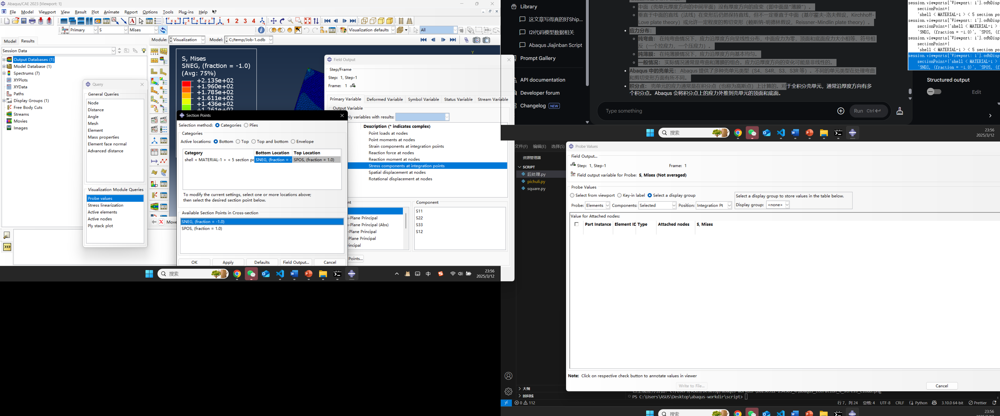 Abaqus/CAE 2023 [Viewport: 1]
File Model Viewport View Result Plot Animate Report Options Tools Plug-ins Help
1 2 3 4
Primary S Mises
Visualization defaults All
Model Results
Module: Visualization Model: C:/temp/Job-1.odb
Session Data
Output Databases (1)
Model Database (1)
Spectrums (7)
XYPlots
XYData
Paths
Display Groups (1)
Free Body Cuts
Streams
Movies
Images
Query
General Queries
Node
Distance
Angle
Mesh
Element
Mass properties
Element face normal
Advanced distance
Visualization Module Queries
Probe values
Stress linearization
Active elements
Active nodes
Ply stack plot
S, Mises
SNEG, (fraction = -1.0)
(Avg: 75%)
+2.135e+02
+1.960e+02
+1.785e+02
+1.611e+02
+1.436e+02
+1.261e+02
Y
Section Points
Selection method: Categories Plies
Categories
Active locations: Bottom Top Top and bottom Envelope
Category Bottom Location Top Location
shell < MATERIAL-1 > < 5 section po SNEG, (fraction = - SPOS, (fraction = 1.0)
To modify the current settings, select one or more locations above;
then select the desired section point below.
Available Section Points in Cross-section
SNEG, (fraction = -1.0)
SPOS, (fraction = 1.0)
OK Apply Defaults Field Output... Cancel
Move
Field Output
Step/Frame
Step: 1, Step-1
Frame: 1
Primary Variable Deformed Variable Symbol Variable Status Variable Stream Variable
Output Variable
nly variables with results:
Description (* indicates complex)
Point loads at nodes
Point moments at nodes
Strain components at integration points
Reaction force at nodes
Reaction moment at nodes
Stress components at integration points
Spatial displacement at nodes
Rotational displacement at nodes
nt
Component
-Plane Principal
-Plane Principal (Abs)
-Plane Principal
-Plane Principal
rincipal
S11
S22
S33
S12
Points...
搜索
中
23:56
2025/3/12
Library
这文章写得真的好Ship...
I2I代码模型数据相关
Abaqus Jiajinban Script
Prompt Gallery
API documentation
Developer forum
Changelog NEW
中面（壳单元厚度方向的中间平面）没有厚度方向的应变（即中面是“薄膜”）。
垂直于中面的直线（法线）在变形后仍然保持直线，但不一定垂直于中面（基尔霍夫-洛夫假设，Kirchhoff-
Love plate theory）或允许一定程度的剪切变形（赖斯纳-明德林假设，Reissner-Mindlin plate theory）。
应力分布：
纯弯曲： 在纯弯曲情况下，应力沿厚度方向呈线性分布，中面应力为零，顶面和底面应力大小相等、符号相
反（一个拉应力，一个压应力）。
纯薄膜： 在纯薄膜情况下，应力沿厚度方向基本均匀。
一般情况： 实际情况通常是弯曲和薄膜的组合。应力沿厚度方向的变化可能是非线性的。
Abaqus 中的壳单元： Abaqus 提供了多种壳单元类型（S4、S4R、S3、S3R 等）。不同的单元类型在处理弯曲
和剪切变形方面有所不同。
积分点： 壳单元的应力通常是在积分点（也称为高斯点）上计算的。对于全积分壳单元，通常沿厚度方向有多
个积分点。Abaqus 会将积分点上的应力外推到壳单元的顶面和底面。
Type something
Run Ctrl
session.viewports['Viewport: 1'].odbDisp
sectionPoint={
'shell < MATERIAL-1 > < 5 section po
session.viewports['Viewport: 1'].odbDisp
sectionPoint={'shell < MATERIAL-1 >
'SNEG, (fraction = -1.0)', 'SPOS, (f
session.viewports['Viewport: 1'].odbDisp
sectionPoint={
'shell < MATERIAL-1 > < 5 section po
session.viewports['Viewport: 1'].odbDisp
sectionPoint={'shell < MATERIAL-1 >
'SNEG, (fraction = -1.0)', 'SPOS, (f
Structured output
Edit
搜索
23:56
2025/3/12
文件(F) 编辑(E) 选择(S)
资源管理器
SCRIPT
后处理.py
pichuli.py
square.py
大纲
时间线
Probe Values
Field Output...
Step: 1, Step-1 Frame: 1
Field output variable for Probe: S, Mises (Not averaged)
Probe Values
Select from viewport Key-in label Select a display group
Select a display group to store values in the table below.
Probe: Elements Components: Selected Position: Integration Pt
Display group: <none>
Value for Attached nodes:
Part Instance Element ID Type Attached nodes S, Mises
Note: Click on respective check button to annotate values in viewer
Write to File... Cancel
PS C:\Users\ASUS\Desktop\abaqus-workdir\script>
0 112
行 7，列 24 空格: 4 UTF-8 CRLF Python 3.10.0 64-bit Prettier
搜索
23:56